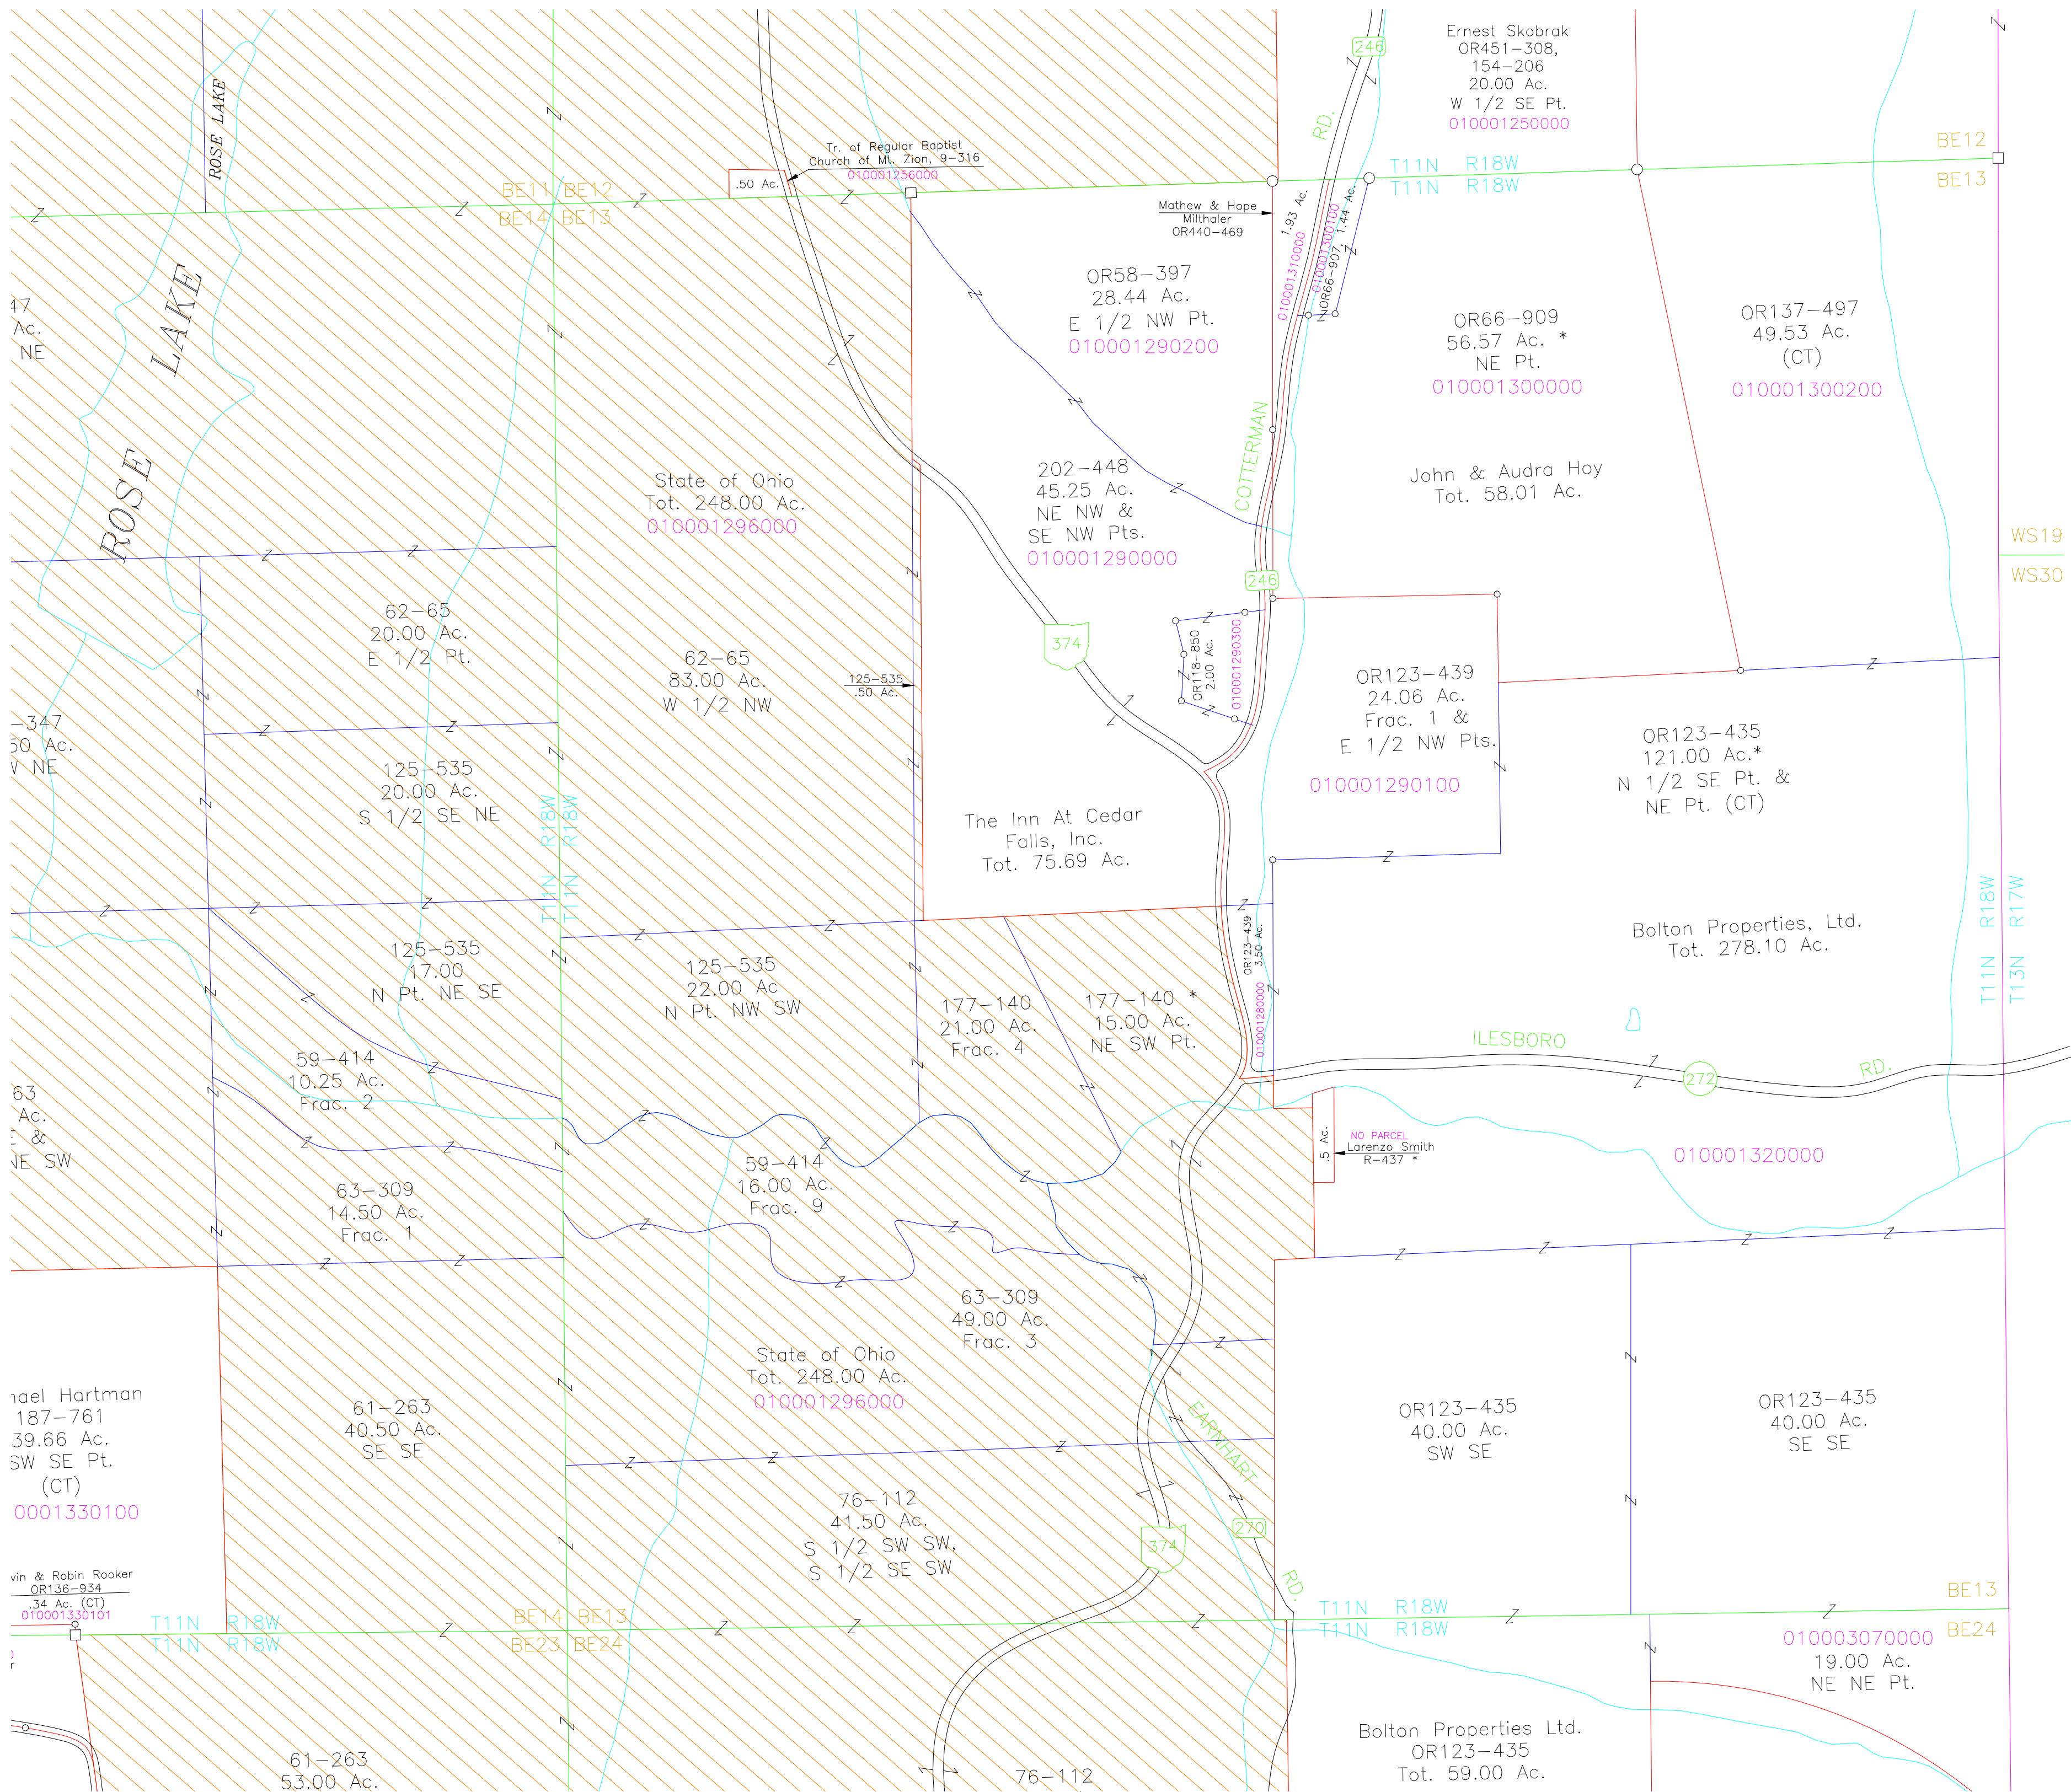 Ernest Skobrak
OR451-308,
154-206
20.00 Ac.
W 1/2 SE Pt.
010001250000
246
RD.
ROSE LAKE
Tr. of Regular Baptist
Church of Mt. Zion, 9-316
010001256000
.50 Ac.
BE11 BE12
BE14 BE13
T11N R18W
T11N R18W
BE12
BE13
Mathew & Hope
Milthaler
OR440-469
1.93 Ac.
010001310000
010001300100
OR66-907, 1.44 Ac.
ROSE LAKE
47
Ac.
NE
OR58-397
28.44 Ac.
E 1/2 NW Pt.
010001290200
OR66-909
56.57 Ac. *
NE Pt.
010001300000
OR137-497
49.53 Ac.
(CT)
010001300200
COTTERMAN
John & Audra Hoy
Tot. 58.01 Ac.
State of Ohio
Tot. 248.00 Ac.
010001296000
202-448
45.25 Ac.
NE NW &
SE NW Pts.
010001290000
WS19
WS30
246
62-65
20.00 Ac.
E 1/2 Pt.
62-65
83.00 Ac.
W 1/2 NW
125-535
.50 Ac.
374
OR118-850
2.00 Ac.
010001290300
OR123-439
24.06 Ac.
Frac. 1 &
E 1/2 NW Pts.
010001290100
OR123-435
121.00 Ac.*
N 1/2 SE Pt. &
NE Pt. (CT)
-347
50 Ac.
NE
125-535
20.00 Ac.
S 1/2 SE NE
T11N R18W
T11N R18W
The Inn At Cedar
Falls, Inc.
Tot. 75.69 Ac.
Bolton Properties, Ltd.
Tot. 278.10 Ac.
T11N R18W
T13N R17W
125-535
17.00
N Pt. NE SE
125-535
22.00 Ac
N Pt. NW SW
177-140
21.00 Ac.
Frac. 4
177-140 *
15.00 Ac.
NE SW Pt.
OR123-439
3.50 Ac.
010001280000
ILESBORO
272
RD.
59-414
10.25 Ac.
Frac. 2
63
Ac.
&
NE SW
.5 Ac.
NO PARCEL
Larenzo Smith
R-437 *
010001320000
59-414
16.00 Ac.
Frac. 9
63-309
14.50 Ac.
Frac. 1
63-309
49.00 Ac.
Frac. 3
State of Ohio
Tot. 248.00 Ac.
010001296000
hael Hartman
187-761
39.66 Ac.
SW SE Pt.
(CT)
0001330100
61-263
40.50 Ac.
SE SE
EARNHART
OR123-435
40.00 Ac.
SW SE
OR123-435
40.00 Ac.
SE SE
76-112
41.50 Ac.
S 1/2 SW SW,
S 1/2 SE SW
270
374
RD.
vin & Robin Rooker
OR136-934
.34 Ac. (CT)
010001330101
T11N R18W
T11N R18W
BE14 BE13
BE23 BE24
T11N R18W
T11N R18W
BE13
BE24
010003070000
19.00 Ac.
NE NE Pt.
Bolton Properties Ltd.
OR123-435
Tot. 59.00 Ac.
61-263
53.00 Ac.
76-112